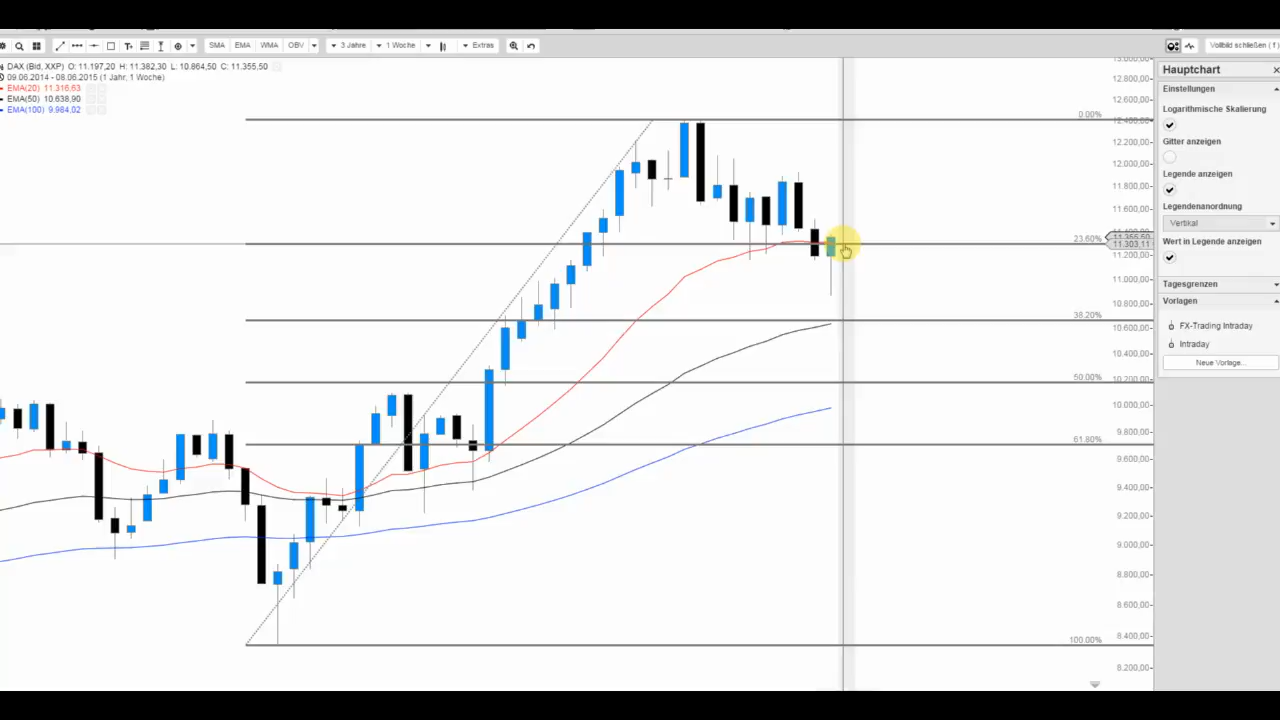 SMA EMA WMA OBV 3 Jahre 1 Woche Extras Vollbild schließen ( f )
DAX (Bid, XXP) O: 11.197,20 H: 11.382,30 L: 10.864,50 C: 11.355,50
09.06.2014 - 08.06.2015 (1 Jahr, 1 Woche)
EMA(20) 11.316,63
EMA(50) 10.638,90
EMA(100) 9.984,02
0.00%
23.60%
38.20%
50.00%
61.80%
100.00%
13.000,00
12.800,00
12.600,00
12.400,00
12.200,00
12.000,00
11.800,00
11.600,00
11.355,50
11.303,11
11.200,00
11.000,00
10.800,00
10.600,00
10.400,00
10.200,00
10.000,00
9.800,00
9.600,00
9.400,00
9.200,00
9.000,00
8.800,00
8.600,00
8.400,00
8.200,00
Hauptchart
Einstellungen
Logarithmische Skalierung
Gitter anzeigen
Legende anzeigen
Legendenanordnung
Vertikal
Wert in Legende anzeigen
Tagesgrenzen
Vorlagen
FX-Trading Intraday
Intraday
Neue Vorlage...